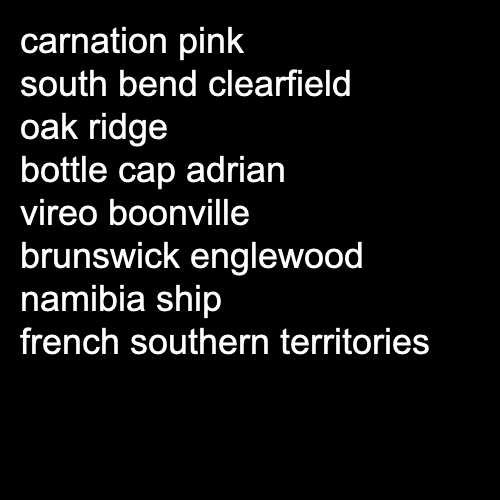 carnation pink
south bend clearfield
oak ridge
bottle cap adrian
vireo boonville
brunswick englewood
namibia ship
french southern territories